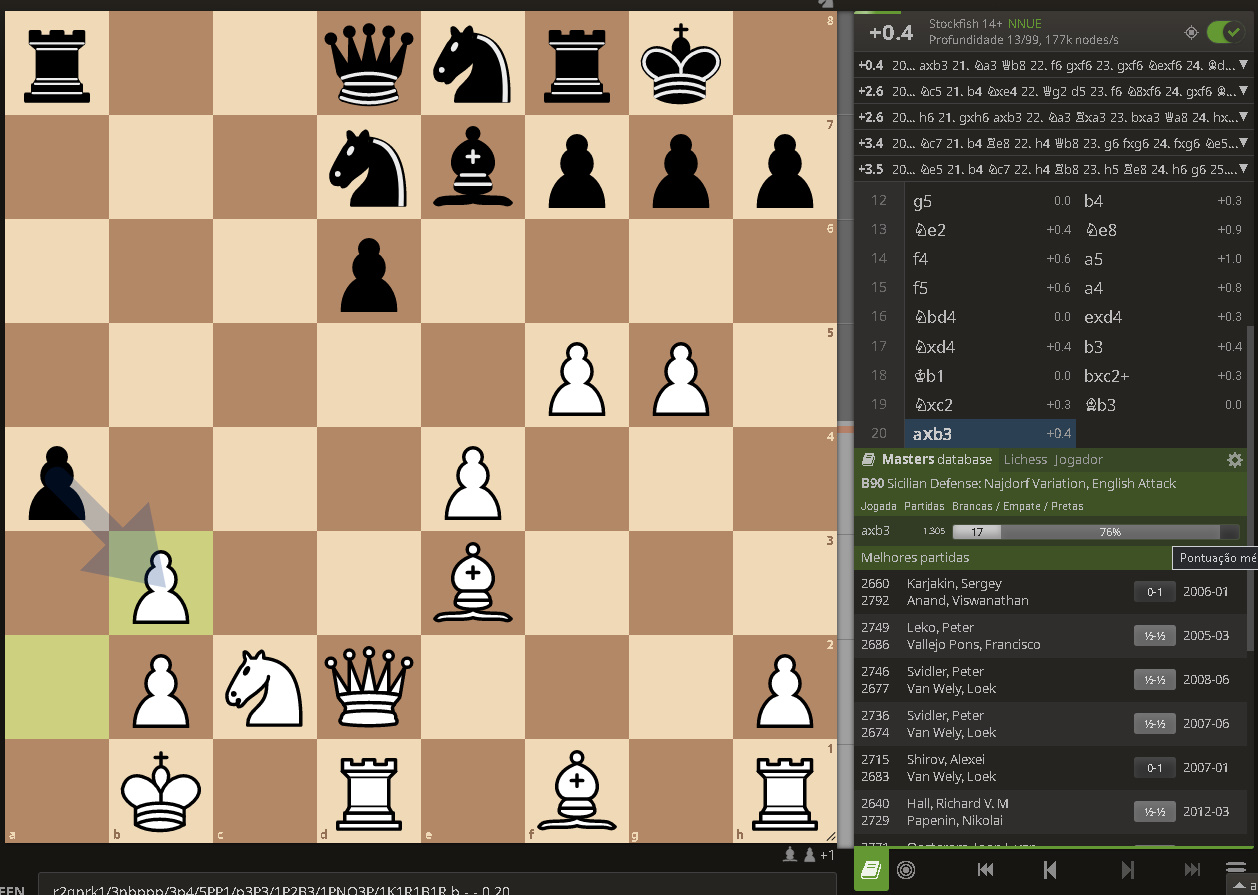 8
7
6
5
4
3
2
1
a
b
c
d
e
f
g
h
+1
FEN
r2qnrk1/3nbppp/3p4/5PP1/p3P3/1P2B3/1PNQ3P/1K1R1B1R b - - 0 20
+0.4
Stockfish 14+ NNUE
Profundidade 13/99, 177k nodes/s
+0.4 20... axb3 21. ♘a3 ♕b8 22. f6 gxf6 23. gxf6 ♘exf6 24. ♗d...
+2.6 20... ♘c5 21. b4 ♘xe4 22. ♕g2 d5 23. f6 ♘8xf6 24. gxf6 ♗...
+2.6 20... h6 21. gxh6 axb3 22. ♘a3 ♖xa3 23. bxa3 ♕a8 24. hx...
+3.4 20... ♘c7 21. b4 ♖e8 22. h4 ♕b8 23. g6 fxg6 24. fxg6 ♘e5...
+3.5 20... ♘e5 21. b4 ♘c7 22. h4 ♖b8 23. h5 ♖e8 24. h6 g6 25....
12 g5 0.0 b4 +0.3
13 ♘e2 +0.4 ♘e8 +0.9
14 f4 +0.6 a5 +1.0
15 f5 +0.6 a4 +0.8
16 ♘bd4 0.0 exd4 +0.3
17 ♘xd4 +0.4 b3 +0.4
18 ♔b1 0.0 bxc2+ +0.3
19 ♘xc2 +0.3 ♗b3 0.0
20 axb3 +0.4
Masters database Lichess Jogador
B90 Sicilian Defense: Najdorf Variation, English Attack
Jogada Partidas Brancas / Empate / Pretas
axb3 1.305 17 76%
Melhores partidas
Pontuação mé
2660 Karjakin, Sergey
2792 Anand, Viswanathan
0-1 2006-01
2749 Leko, Peter
2686 Vallejo Pons, Francisco
½-½ 2005-03
2746 Svidler, Peter
2677 Van Wely, Loek
½-½ 2008-06
2736 Svidler, Peter
2674 Van Wely, Loek
½-½ 2007-06
2715 Shirov, Alexei
2683 Van Wely, Loek
0-1 2007-01
2640 Hall, Richard V. M
2729 Papenin, Nikolai
½-½ 2012-03